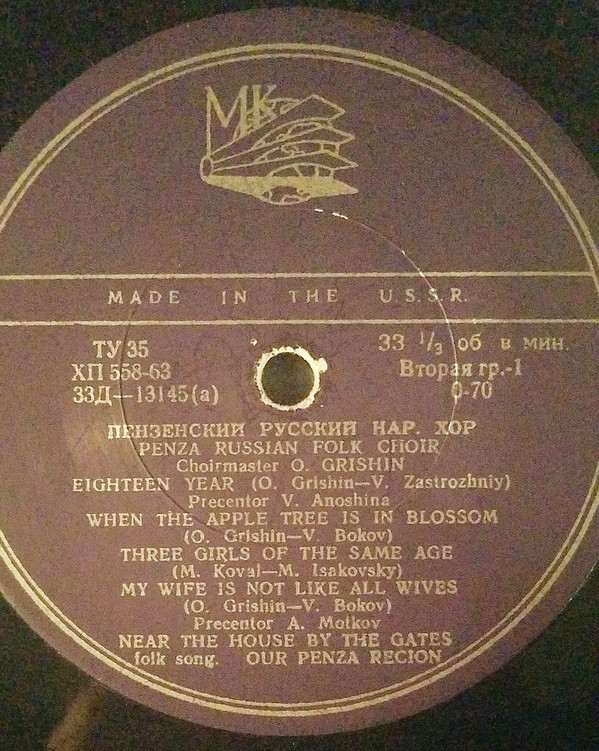 МК
MADE IN THE U.S.S.R.
ТУ 35
ХП 558-63
33Д—13145(a)
33 1/3 об в мин.
Вторая гр.-1
0-70
ПЕНЗЕНСКИЙ РУССКИЙ НАР. ХОР
PENZA RUSSIAN FOLK CHOIR
Choirmaster O. GRISHIN
EIGHTEEN YEAR (O. Grishin—V. Zastrozhniy)
Precentor V. Anoshina
WHEN THE APPLE TREE IS IN BLOSSOM
(O. Grishin—V. Bokov)
THREE GIRLS OF THE SAME AGE
(M. Koval—M. Isakovsky)
MY WIFE IS NOT LIKE ALL WIVES
(O. Grishin—V. Bokov)
Precentor A. Motkov
NEAR THE HOUSE BY THE GATES
folk song. OUR PENZA RECION